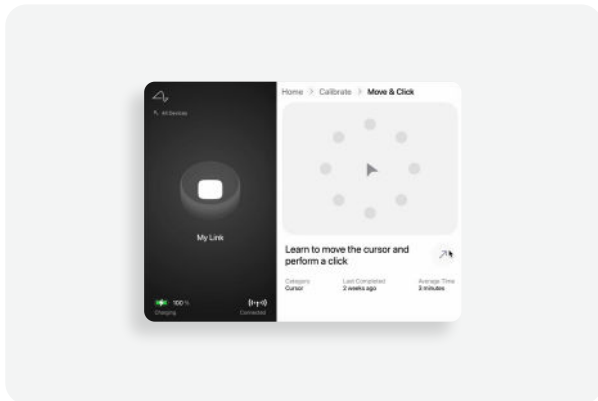 All Devices
My Link
100%
Charging
Connected
Home > Calibrate > Move & Click
Learn to move the cursor and
perform a click
Category
Cursor
Last Completed
2 weeks ago
Average Time
3 minutes